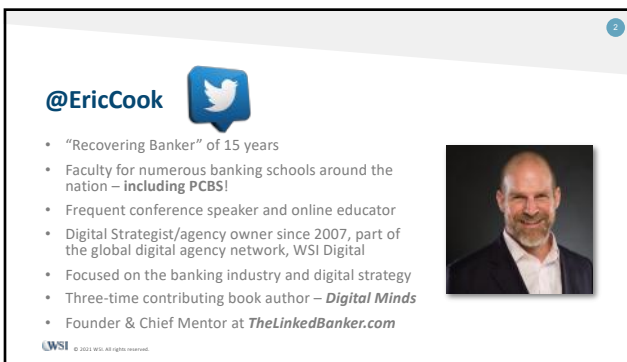 2
@EricCook
• “Recovering Banker” of 15 years
• Faculty for numerous banking schools around the
nation – including PCBS!
• Frequent conference speaker and online educator
• Digital Strategist/agency owner since 2007, part of
the global digital agency network, WSI Digital
• Focused on the banking industry and digital strategy
• Three-time contributing book author – Digital Minds
• Founder & Chief Mentor at TheLinkedBanker.com
WSI © 2021 WSI. All rights reserved.